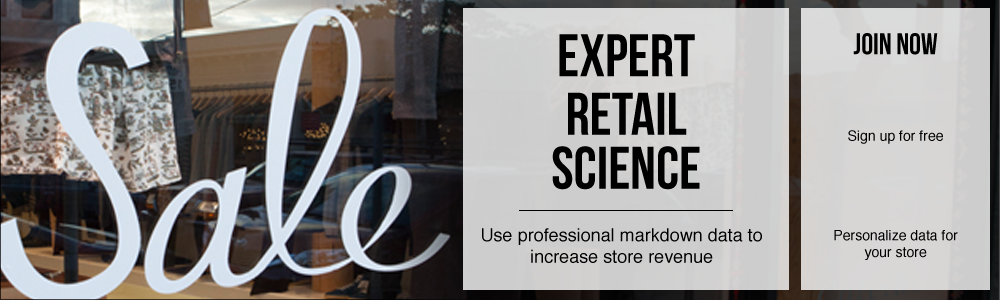 Sale
EXPERT
RETAIL
SCIENCE
Use professional markdown data to
increase store revenue
JOIN NOW
Sign up for free
Personalize data for
your store